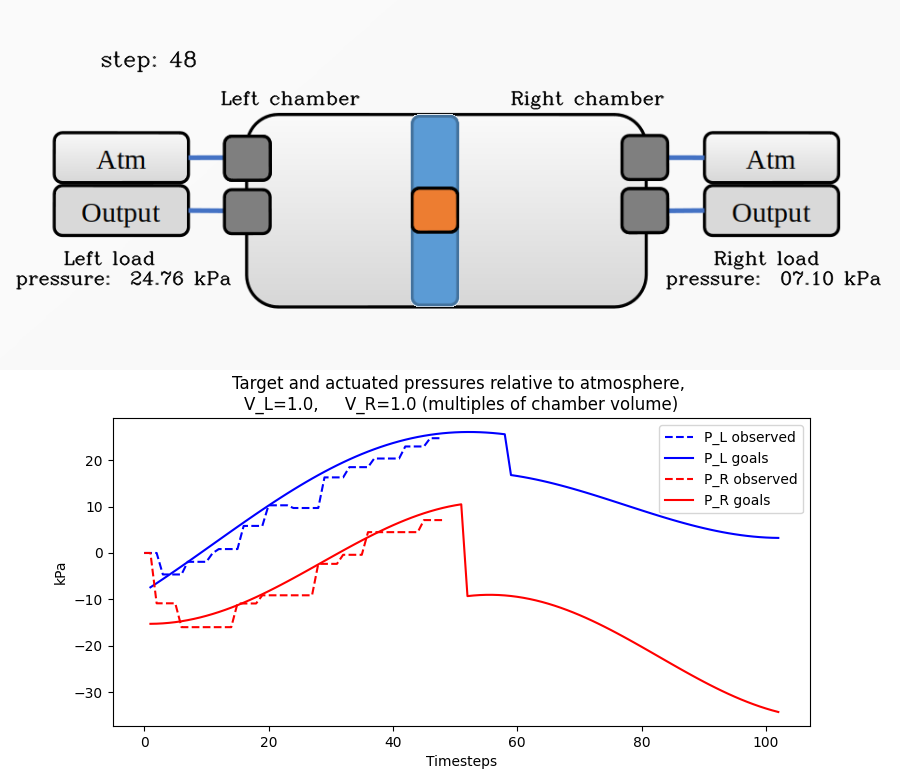 step: 48
Left chamber
Right chamber
Atm
Atm
Output
Output
Left load
pressure: 24.76 kPa
Right load
pressure: 07.10 kPa
Target and actuated pressures relative to atmosphere,
V_L=1.0, V_R=1.0 (multiples of chamber volume)
P_L observed
P_L goals
P_R observed
P_R goals
kPa
20
10
0
−10
−20
−30
0 20 40 60 80 100
Timesteps